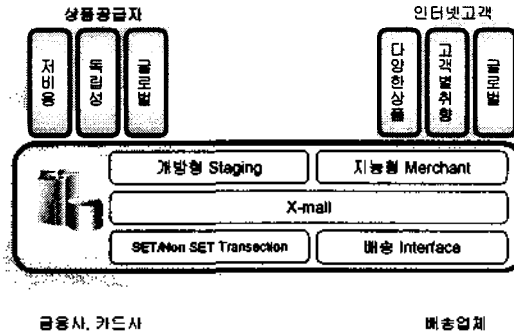 상품공급자 인터넷고객
저비용 독립성 글로벌 다양한상품 고객별취향 글로벌
개방형 Staging 지능형 Merchant
X-mall
SET/Non SET Transection 배송 Interface
금융사, 카드사 배송업체